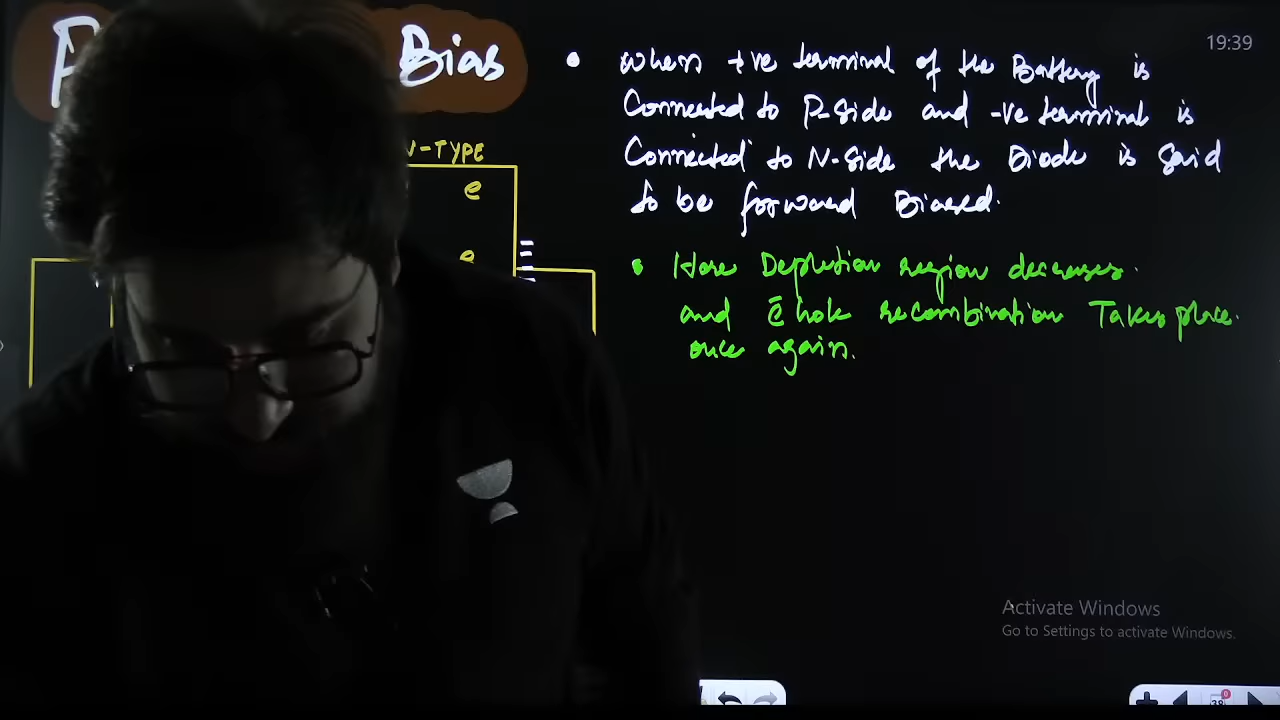 Bias
19:39
• When +ve terminal of the Battery is
Connected to P-Side and -ve terminal is
Connected to N-Side the Diode is Said
to be forward Biased.
-TYPE
e
e
• Here Depletion region decreases.
and ē hole recombination Takes place.
once again.
Activate Windows
Go to Settings to activate Windows.
38